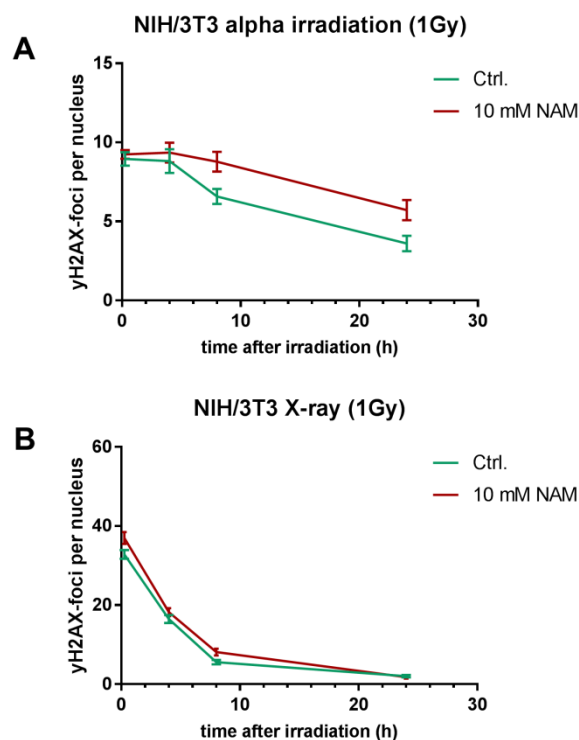 NIH/3T3 alpha irradiation (1Gy)
A
15
10
5
0
0
10
20
30
yH2AX-foci per nucleus
time after irradiation (h)
Ctrl.
10 mM NAM
NIH/3T3 X-ray (1Gy)
B
60
40
20
0
0
10
20
30
yH2AX-foci per nucleus
time after irradiation (h)
Ctrl.
10 mM NAM